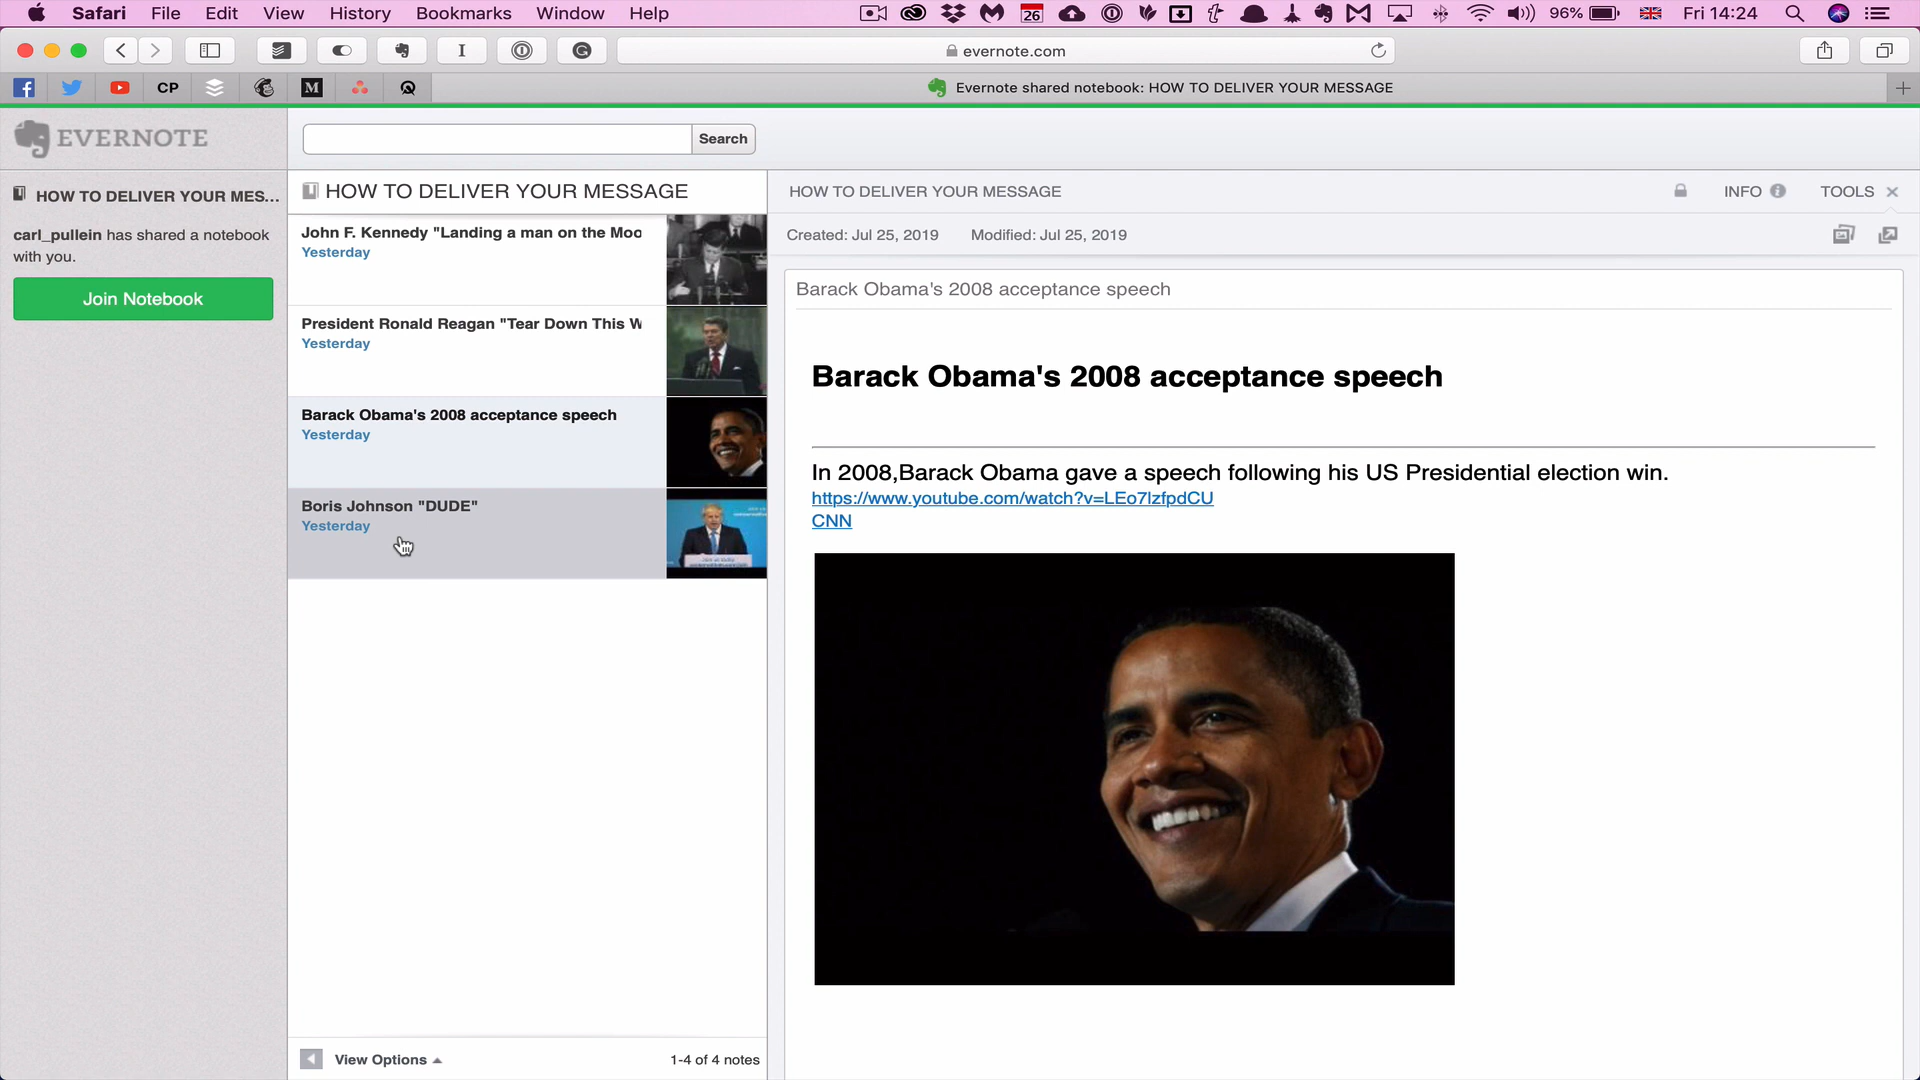 Safari File Edit View History Bookmarks Window Help 26 96% Fri 14:24
evernote.com
CP M Evernote shared notebook: HOW TO DELIVER YOUR MESSAGE
EVERNOTE
Search
HOW TO DELIVER YOUR MES...
carl_pullein has shared a notebook
with you.
Join Notebook
HOW TO DELIVER YOUR MESSAGE
John F. Kennedy "Landing a man on the Moo
Yesterday
President Ronald Reagan "Tear Down This W
Yesterday
Barack Obama's 2008 acceptance speech
Yesterday
Boris Johnson "DUDE"
Yesterday
View Options 1-4 of 4 notes
HOW TO DELIVER YOUR MESSAGE INFO TOOLS
Created: Jul 25, 2019 Modified: Jul 25, 2019
Barack Obama's 2008 acceptance speech
Barack Obama's 2008 acceptance speech
In 2008,Barack Obama gave a speech following his US Presidential election win.
https://www.youtube.com/watch?v=LEo7lzfpdCU
CNN